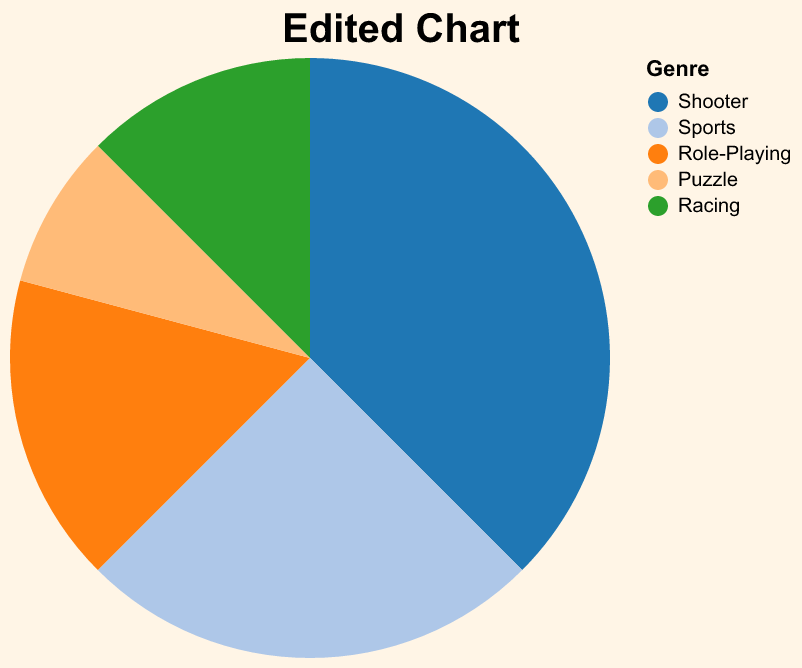 Edited Chart
Genre
Shooter
Sports
Role-Playing
Puzzle
Racing